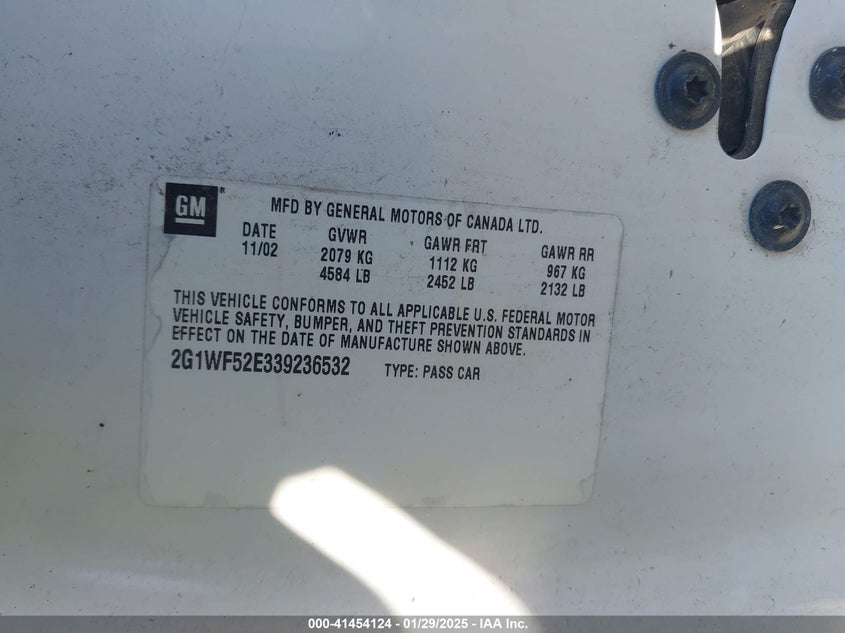 GM ®
MFD BY GENERAL MOTORS OF CANADA LTD.
DATE GVWR GAWR FRT GAWR RR
11/02 2079 KG 1112 KG 967 KG
4584 LB 2452 LB 2132 LB
THIS VEHICLE CONFORMS TO ALL APPLICABLE U.S. FEDERAL MOTOR
VEHICLE SAFETY, BUMPER, AND THEFT PREVENTION STANDARDS IN
EFFECT ON THE DATE OF MANUFACTURE SHOWN ABOVE.
2G1WF52E339236532 TYPE: PASS CAR
000-41454124 - 01/29/2025 - IAA Inc.